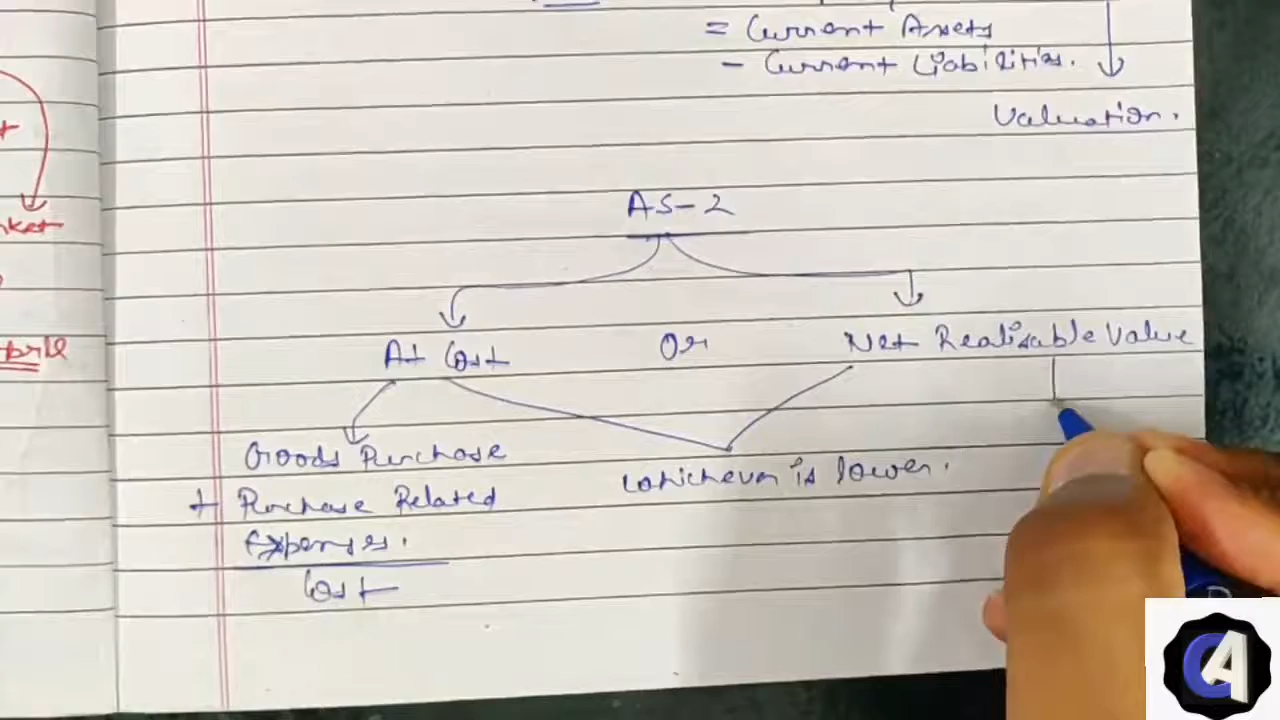 = Current Assets
- Current Liabilities.
Valuation.
AS-2
At Cost Or Net Realisable Value
Goods Purchase
+ Purchase Related
Expenses.
Cost
Whichever is lower.
CA